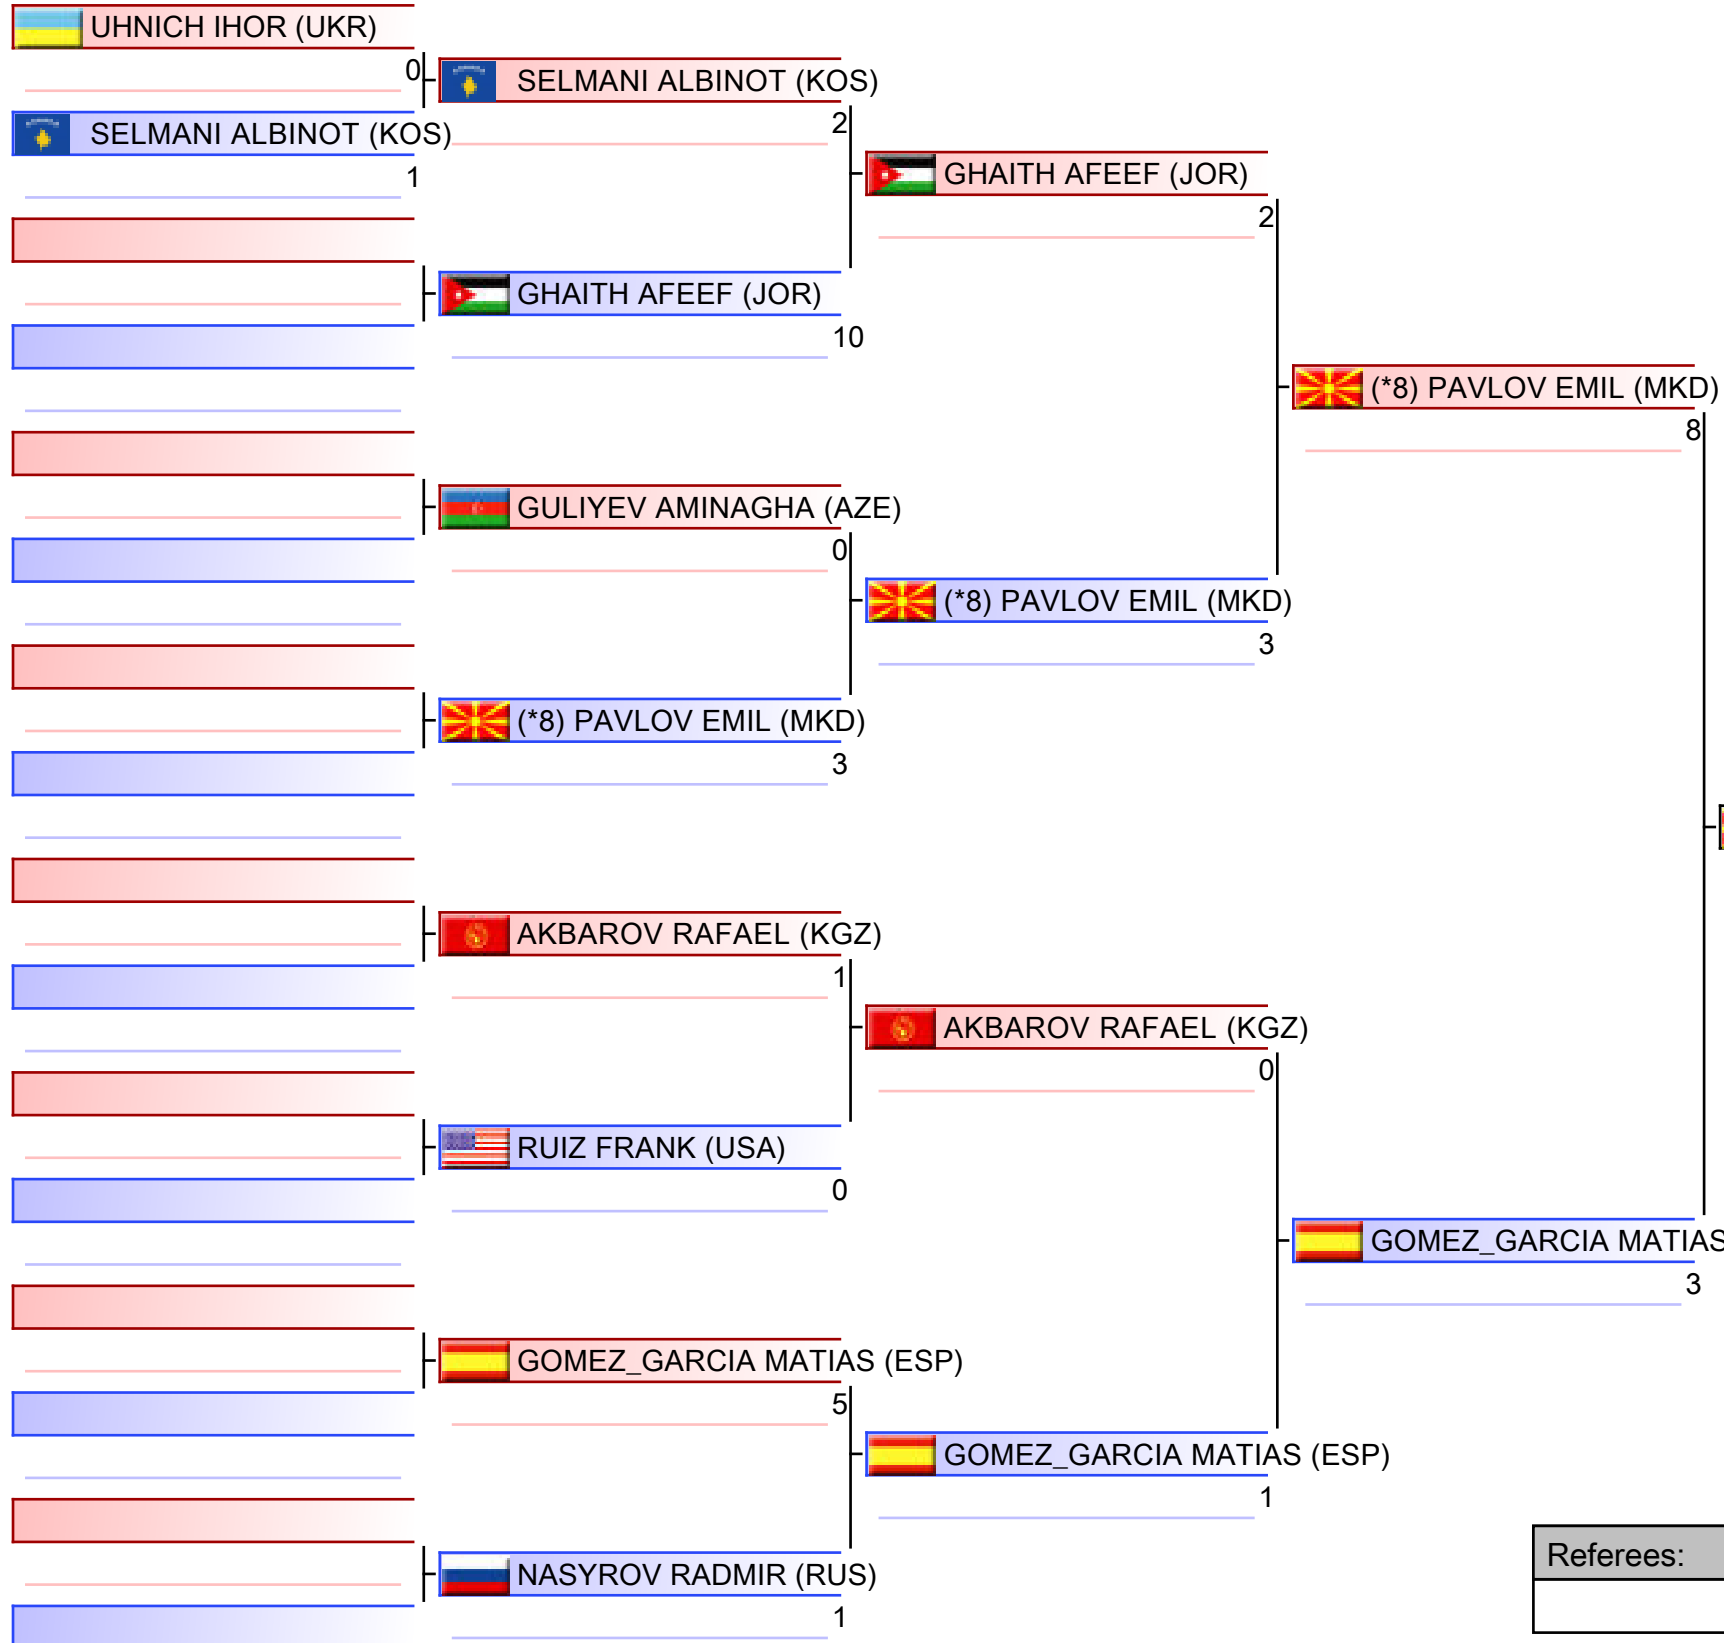 UHNICH IHOR (UKR)
0
SELMANI ALBINOT (KOS)
1
SELMANI ALBINOT (KOS)
2
GHAITH AFEEF (JOR)
10
GULIYEV AMINAGHA (AZE)
0
(*8) PAVLOV EMIL (MKD)
3
AKBAROV RAFAEL (KGZ)
1
RUIZ FRANK (USA)
0
GOMEZ_GARCIA MATIAS (ESP)
5
NASYROV RADMIR (RUS)
1
GHAITH AFEEF (JOR)
2
(*8) PAVLOV EMIL (MKD)
3
AKBAROV RAFAEL (KGZ)
0
GOMEZ_GARCIA MATIAS (ESP)
1
(*8) PAVLOV EMIL (MKD)
8
GOMEZ_GARCIA MATIAS
3
Referees: